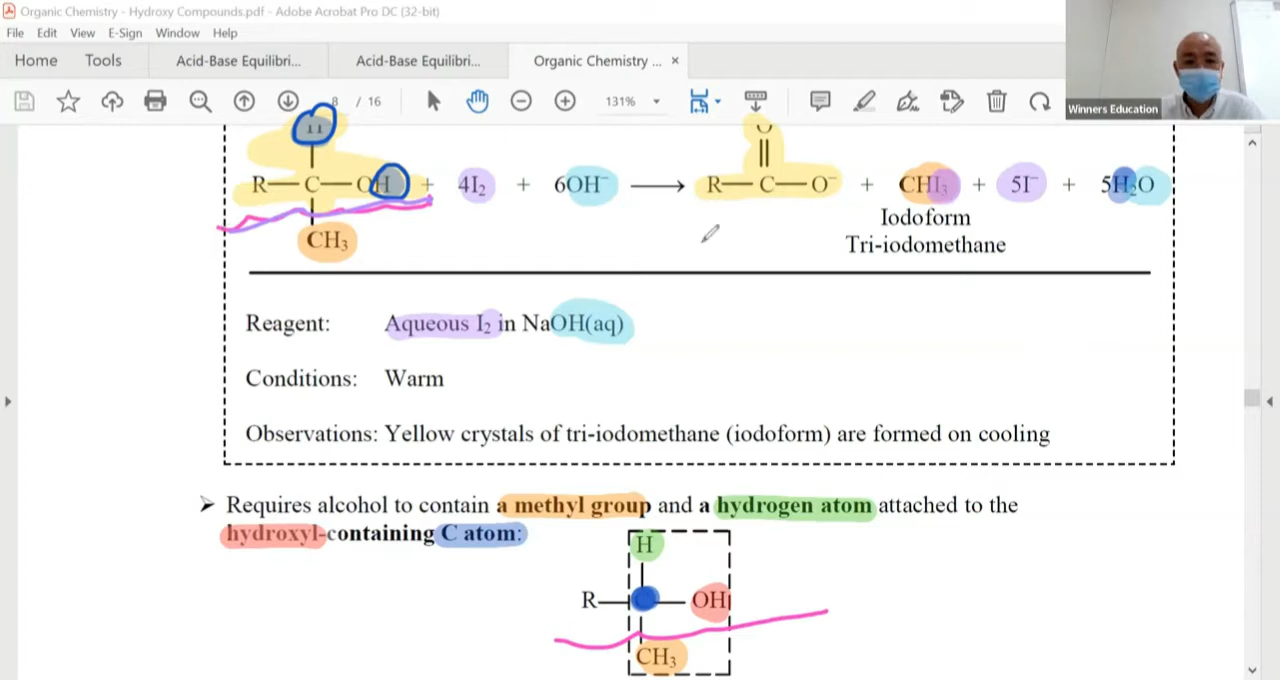 Organic Chemistry - Hydroxy Compounds.pdf - Adobe Acrobat Pro DC (32-bit)
File Edit View E-Sign Window Help
Home Tools Acid-Base Equilibri... Acid-Base Equilibri... Organic Chemistry ... ×
8 / 16 131%
Winners Education
H O
R—C—OH + 4I₂ + 6OH⁻ → R—C—O⁻ + CHI₃ + 5I⁻ + 5H₂O
CH₃
Iodoform
Tri-iodomethane
Reagent: Aqueous I₂ in NaOH(aq)
Conditions: Warm
Observations: Yellow crystals of tri-iodomethane (iodoform) are formed on cooling
➢ Requires alcohol to contain a methyl group and a hydrogen atom attached to the
hydroxyl-containing C atom:
H
R—C—OH
CH₃